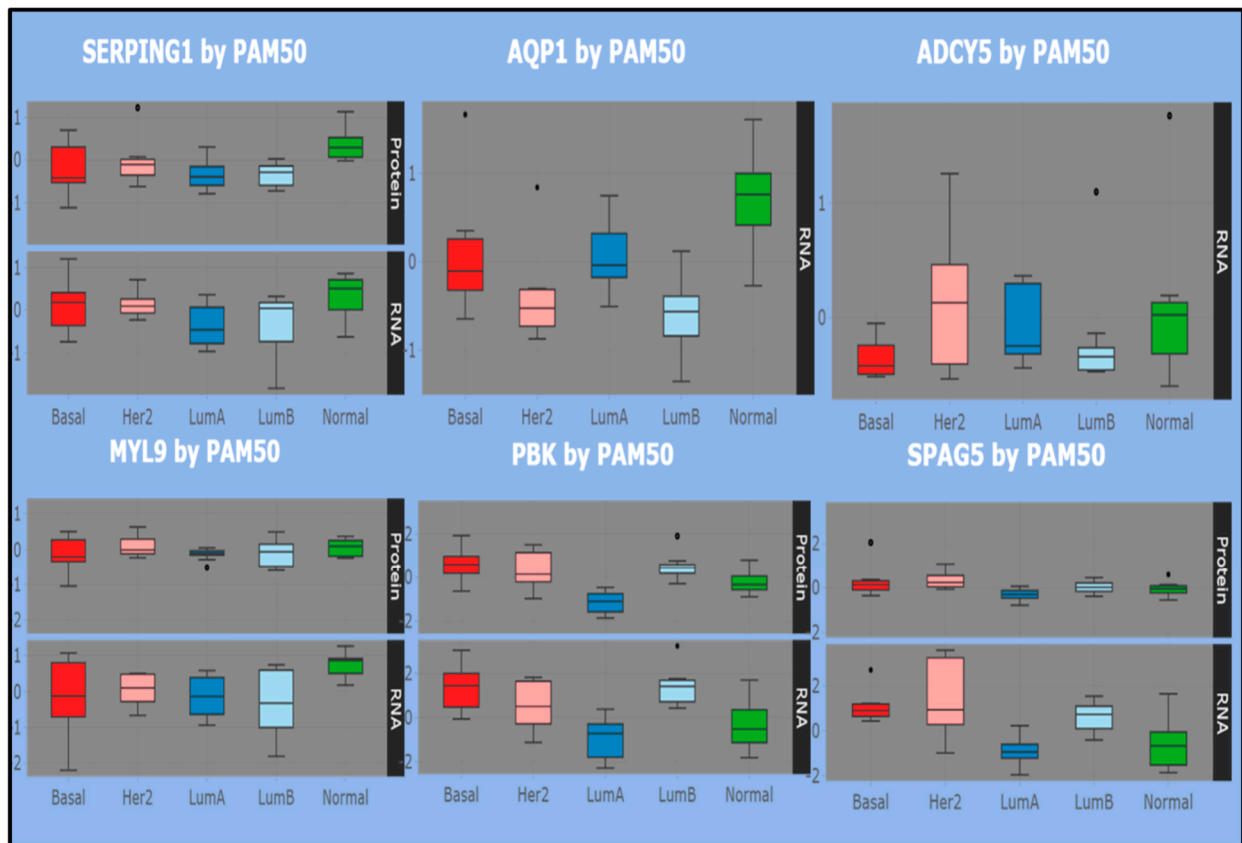 SERPING1 by PAM50
1
0
1
Protein
1
0
1
RNA
Basal Her2 LumA LumB Normal
AQP1 by PAM50
1
0
-1
RNA
Basal Her2 LumA LumB Normal
ADCY5 by PAM50
1
0
RNA
Basal Her2 LumA LumB Normal
MYL9 by PAM50
1
0
1
2
Protein
1
0
1
2
RNA
Basal Her2 LumA LumB Normal
PBK by PAM50
2
0
-2
Protein
2
0
-2
RNA
Basal Her2 LumA LumB Normal
SPAG5 by PAM50
2
0
2
Protein
2
0
-2
RNA
Basal Her2 LumA LumB Normal